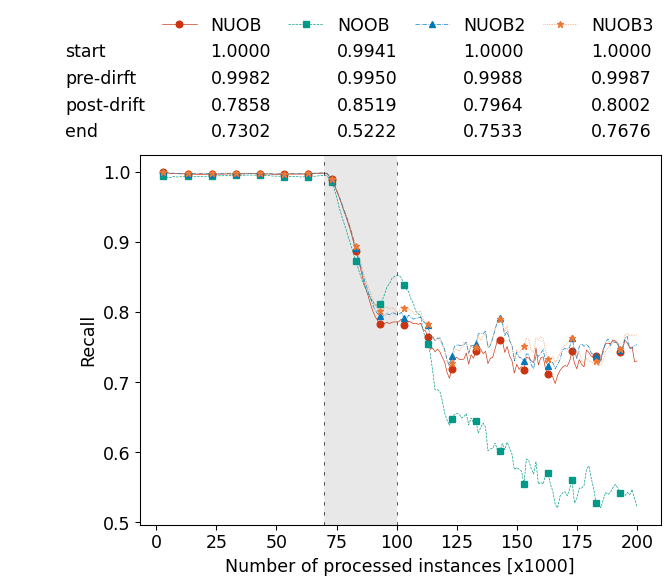 NUOB NOOB NUOB2 NUOB3
start 1.0000 0.9941 1.0000 1.0000
pre-dirft 0.9982 0.9950 0.9988 0.9987
post-drift 0.7858 0.8519 0.7964 0.8002
end 0.7302 0.5222 0.7533 0.7676
1.0
0.9
0.8
0.7
0.6
0.5
Recall
0 25 50 75 100 125 150 175 200
Number of processed instances [x1000]